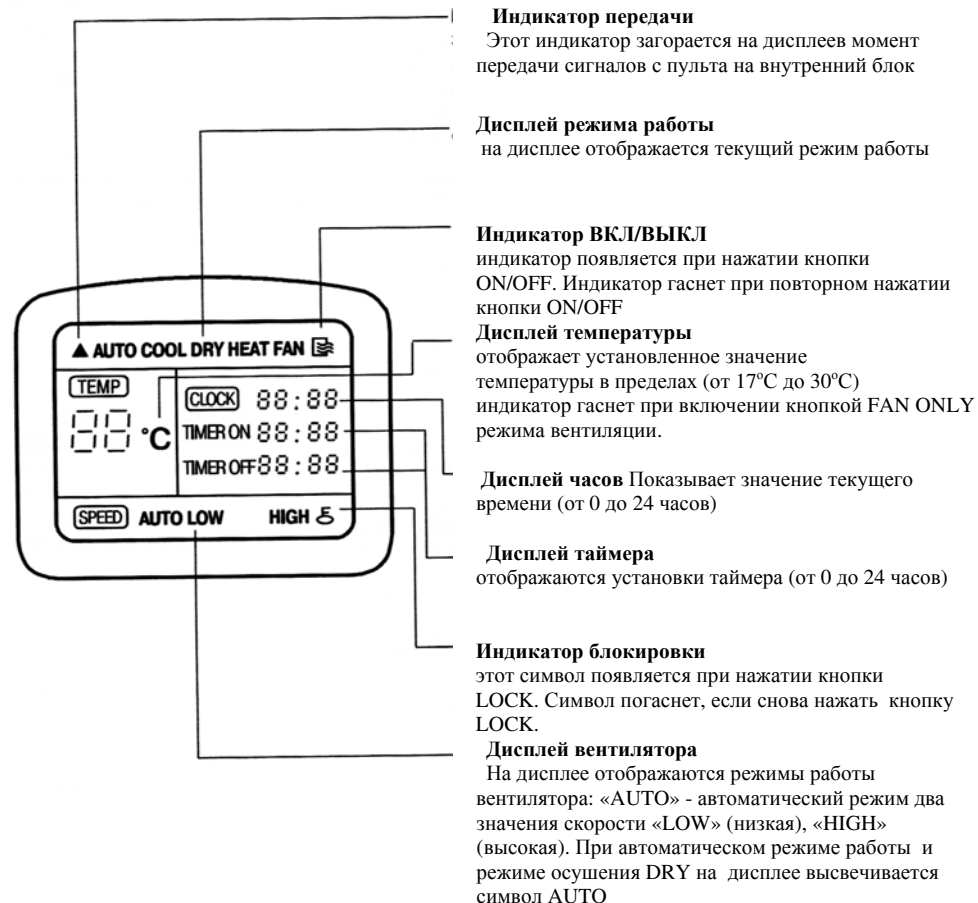 Индикатор передачи
Этот индикатор загорается на дисплеев момент
передачи сигналов с пульта на внутренний блок
Дисплей режима работы
на дисплее отображается текущий режим работы
Индикатор ВКЛ/ВЫКЛ
индикатор появляется при нажатии кнопки
ON/OFF. Индикатор гаснет при повторном нажатии
кнопки ON/OFF
Дисплей температуры
отображает установленное значение
температуры в пределах (от 17ºС до 30ºС)
индикатор гаснет при включении кнопкой FAN ONLY
режима вентиляции.
Дисплей часов Показывает значение текущего
времени (от 0 до 24 часов)
Дисплей таймера
отображаются установки таймера (от 0 до 24 часов)
Индикатор блокировки
этот символ появляется при нажатии кнопки
LOCK. Символ погаснет, если снова нажать кнопку
LOCK.
Дисплей вентилятора
На дисплее отображаются режимы работы
вентилятора: «AUTO» - автоматический режим два
значения скорости «LOW» (низкая), «HIGH»
(высокая). При автоматическом режиме работы и
режиме осушения DRY на дисплее высвечивается
символ AUTO
▲ AUTO COOL DRY HEAT FAN
TEMP
88 °C
CLOCK 88:88
TIMER ON 88:88
TIMER OFF 88:88
SPEED AUTO LOW HIGH